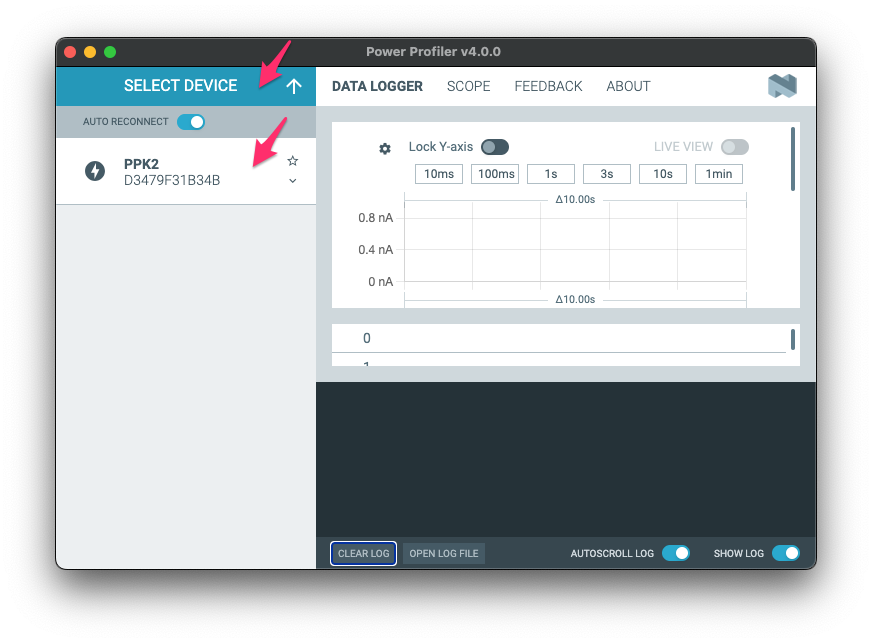 Power Profiler v4.0.0
SELECT DEVICE
DATA LOGGER SCOPE FEEDBACK ABOUT
AUTO RECONNECT
PPK2
D3479F31B34B
Lock Y-axis
LIVE VIEW
10ms 100ms 1s 3s 10s 1min
Δ10.00s
0.8 nA
0.4 nA
0 nA
Δ10.00s
0
CLEAR LOG OPEN LOG FILE AUTOSCROLL LOG SHOW LOG